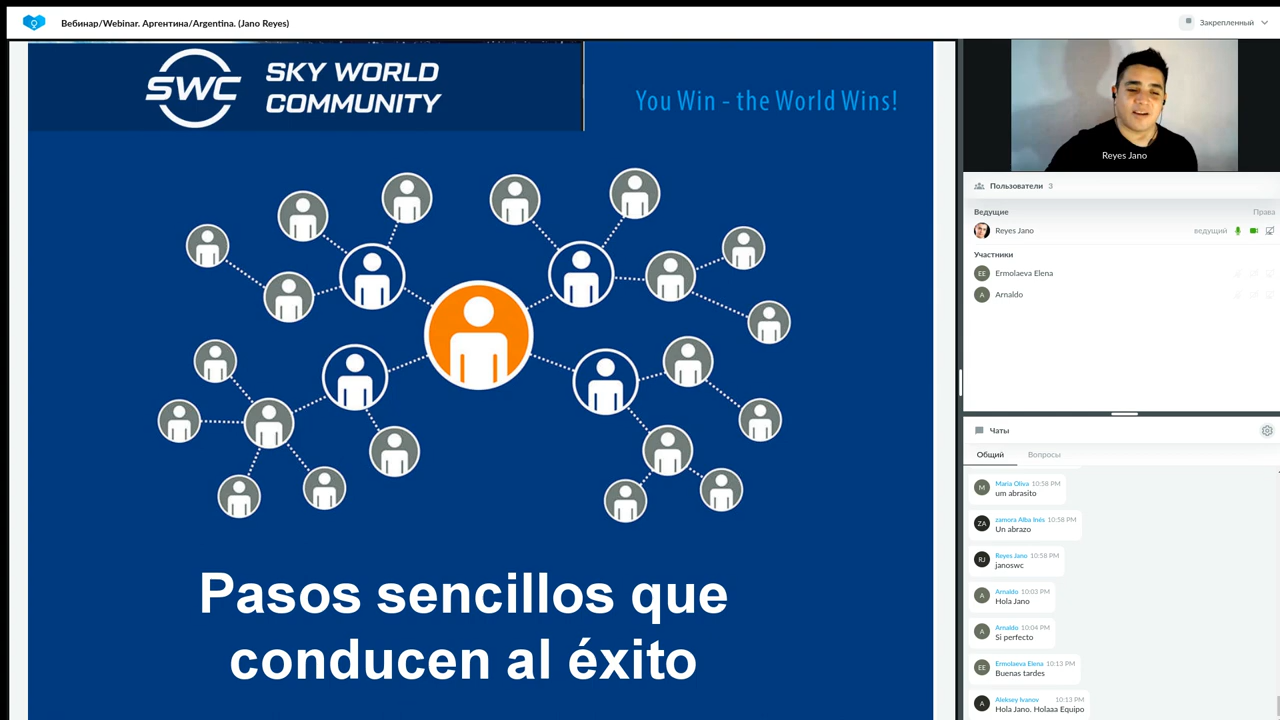 Вебинар/Webinar. Аргентина/Argentina. (Jano Reyes)
Закрепленный
SWC
SKY WORLD
COMMUNITY
You Win - the World Wins!
Pasos sencillos que
conducen al éxito
Reyes Jano
Пользователи 3
Ведущие Права
Reyes Jano ведущий
Участники
EE Ermolaeva Elena
A Arnaldo
Чаты
Общий Вопросы
M Maria Oliva 10:58 PM
um abrasito
ZA zamora Alba Inés 10:58 PM
Un abrazo
RJ Reyes Jano 10:58 PM
janoswc
A Arnaldo 10:03 PM
Hola Jano
A Arnaldo 10:04 PM
Si perfecto
EE Ermolaeva Elena 10:13 PM
Buenas tardes
A Aleksey Ivanov 10:13 PM
Hola Jano. Holaaa Equipo